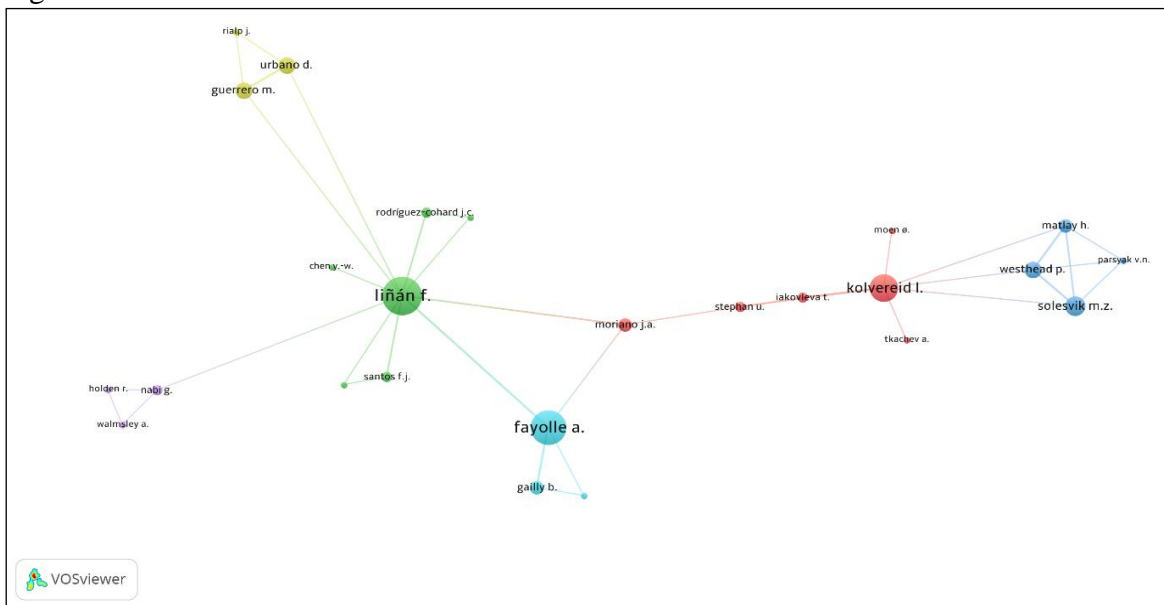 rialp j.
urbano d.
guerrero m.
rodríguez-cohard j.c.
chen y.-w.
liñán f.
moriano j.a.
santos f.j.
holden r.
nabi g.
walmsley a.
fayolle a.
gailly b.
stephan u.
iakovleva t.
moen ø.
kolvereid l.
tkachev a.
matlay h.
parsyak v.n.
westhead p.
solesvik m.z.
VOSviewer